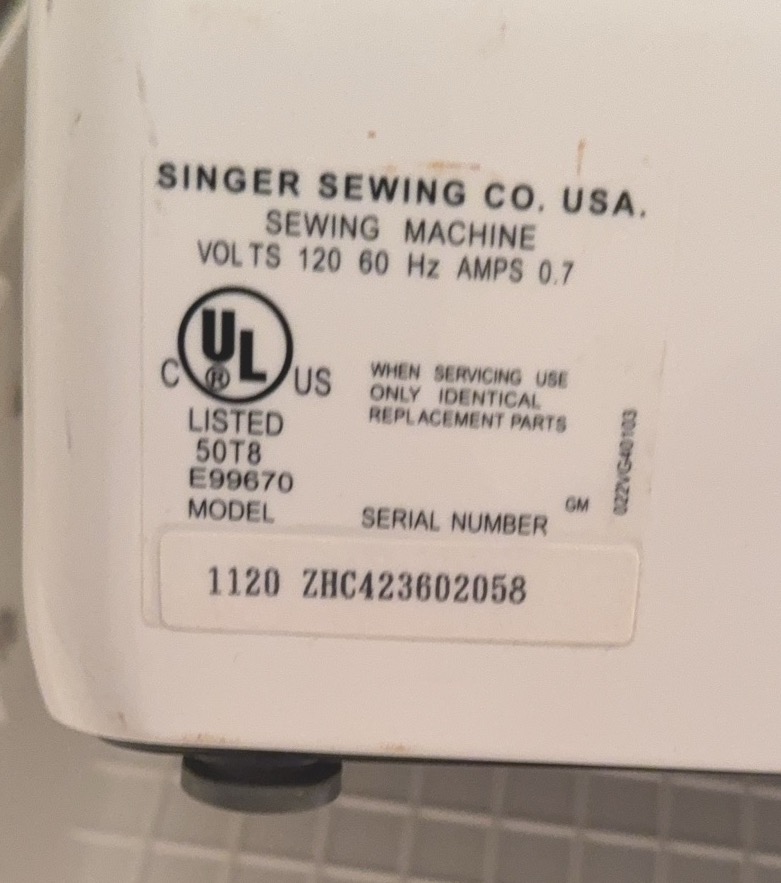 SINGER SEWING CO. USA.
SEWING MACHINE
VOLTS 120 60 Hz AMPS 0.7
C UL ® US
LISTED
50T8
E99670
WHEN SERVICING USE
ONLY IDENTICAL
REPLACEMENT PARTS
022VG40103
GM
MODEL SERIAL NUMBER
1120 ZHC423602058